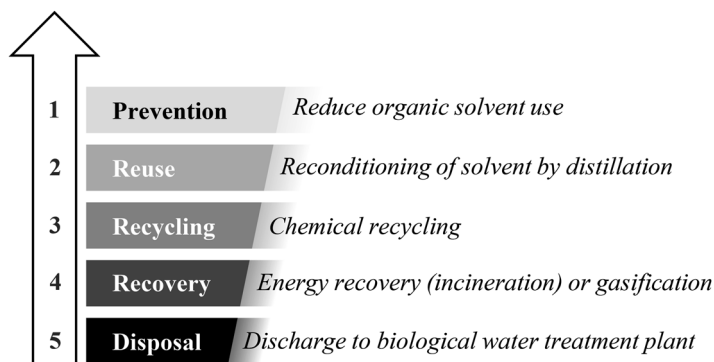 1 Prevention Reduce organic solvent use
2 Reuse Reconditioning of solvent by distillation
3 Recycling Chemical recycling
4 Recovery Energy recovery (incineration) or gasification
5 Disposal Discharge to biological water treatment plant